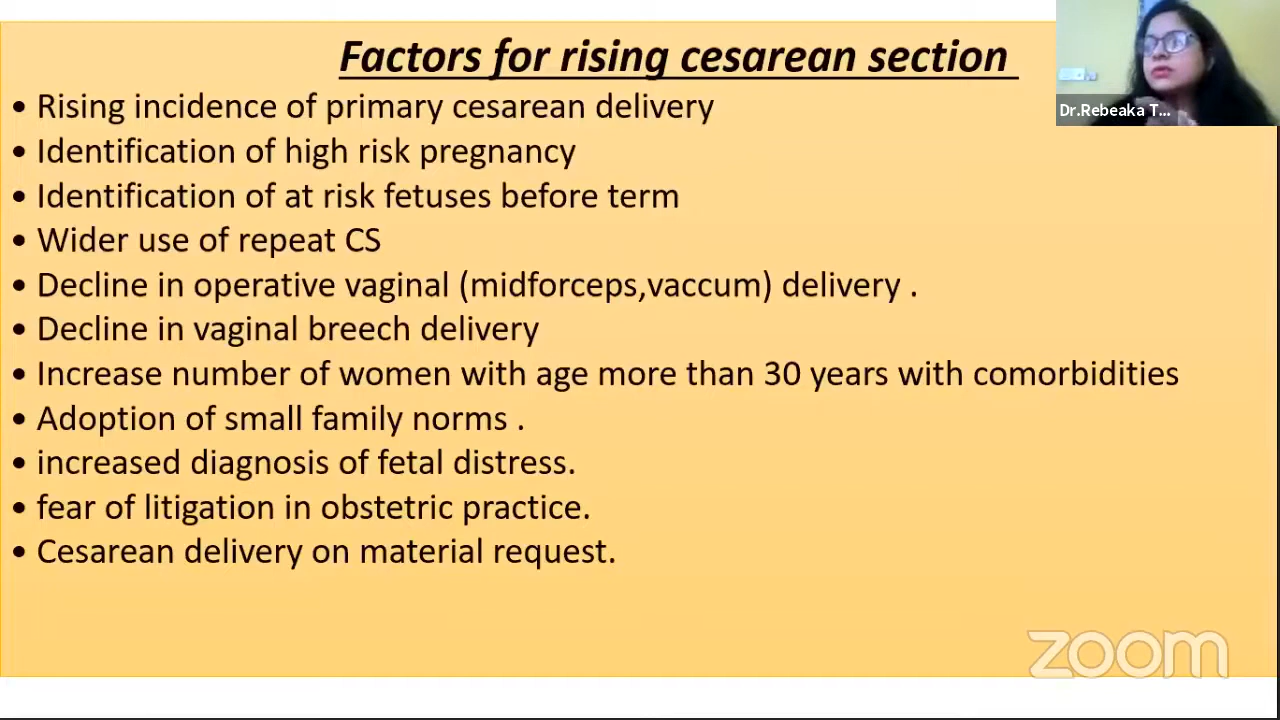 Factors for rising cesarean section
• Rising incidence of primary cesarean delivery
• Identification of high risk pregnancy
• Identification of at risk fetuses before term
• Wider use of repeat CS
• Decline in operative vaginal (midforceps,vaccum) delivery .
• Decline in vaginal breech delivery
• Increase number of women with age more than 30 years with comorbidities
• Adoption of small family norms .
• increased diagnosis of fetal distress.
• fear of litigation in obstetric practice.
• Cesarean delivery on material request.
Dr.Rebeaka T...
zoom